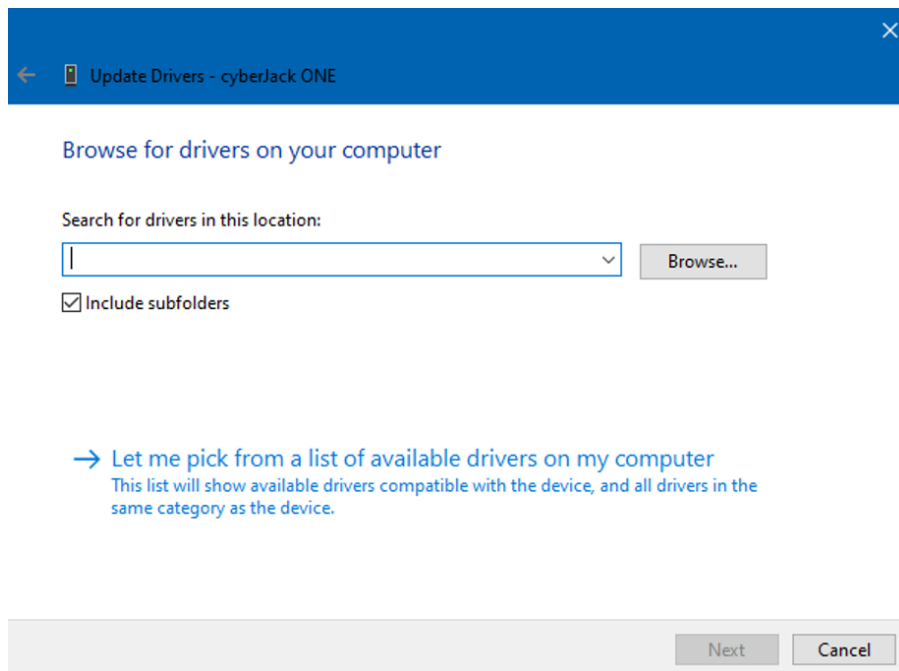 Update Drivers - cyberJack ONE
Browse for drivers on your computer
Search for drivers in this location:
Browse...
Include subfolders
Let me pick from a list of available drivers on my computer
This list will show available drivers compatible with the device, and all drivers in the
same category as the device.
Next
Cancel